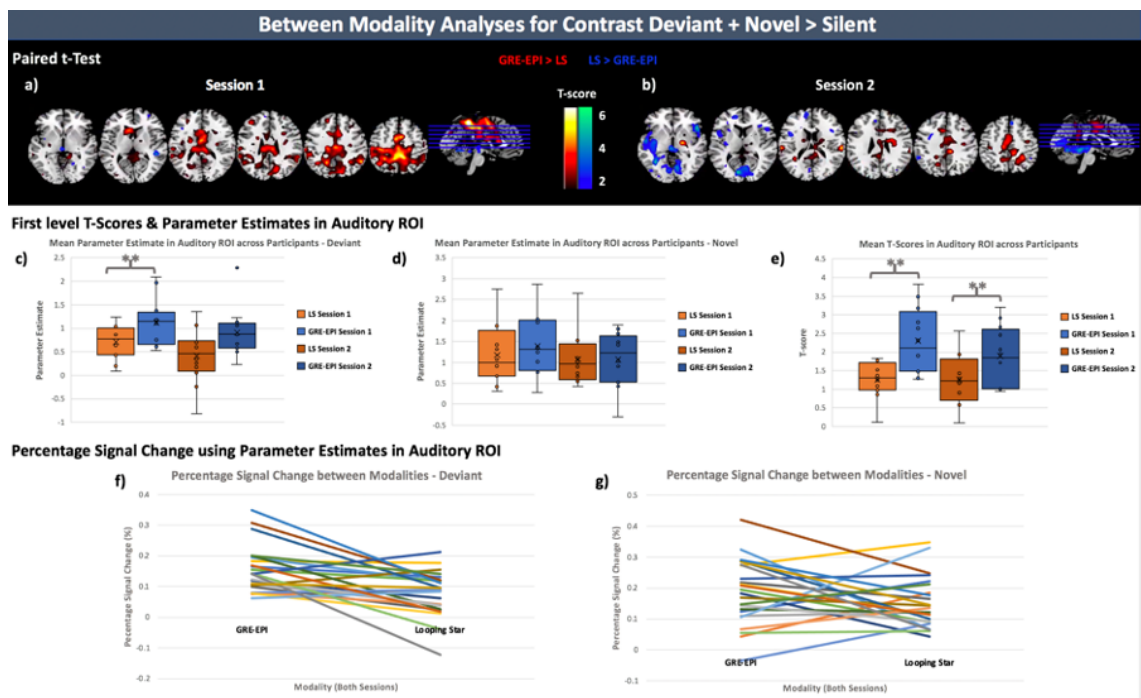 Between Modality Analyses for Contrast Deviant + Novel > Silent
Paired t-Test
GRE-EPI > LS LS > GRE-EPI
a) Session 1
T-score
6
4
2
b) Session 2
First level T-Scores & Parameter Estimates in Auditory ROI
c) Mean Parameter Estimate in Auditory ROI across Participants - Deviant
Parameter Estimate
2.5
2
1.5
1
0.5
0
-0.5
-1
**
LS Session 1
GRE-EPI Session 1
LS Session 2
GRE-EPI Session 2
d) Mean Parameter Estimate in Auditory ROI across Participants - Novel
Parameter Estimate
3.5
3
2.5
2
1.5
1
0.5
0
-0.5
LS Session 1
GRE-EPI Session 1
LS Session 2
GRE-EPI Session 2
e) Mean T-Scores in Auditory ROI across Participants
T-score
4.5
4
3.5
3
2.5
2
1.5
1
0.5
0
**
**
LS Session 1
GRE-EPI Session 1
LS Session 2
GRE-EPI Session 2
Percentage Signal Change using Parameter Estimates in Auditory ROI
f) Percentage Signal Change between Modalities - Deviant
Percentage Signal Change (%)
0.4
0.3
0.2
0.1
0
-0.1
-0.2
GRE-EPI Looping Star
Modality (Both Sessions)
g) Percentage Signal Change between Modalities - Novel
Percentage Signal Change (%)
0.5
0.4
0.3
0.2
0.1
0
-0.1
GRE-EPI Looping Star
Modality (Both Sessions)